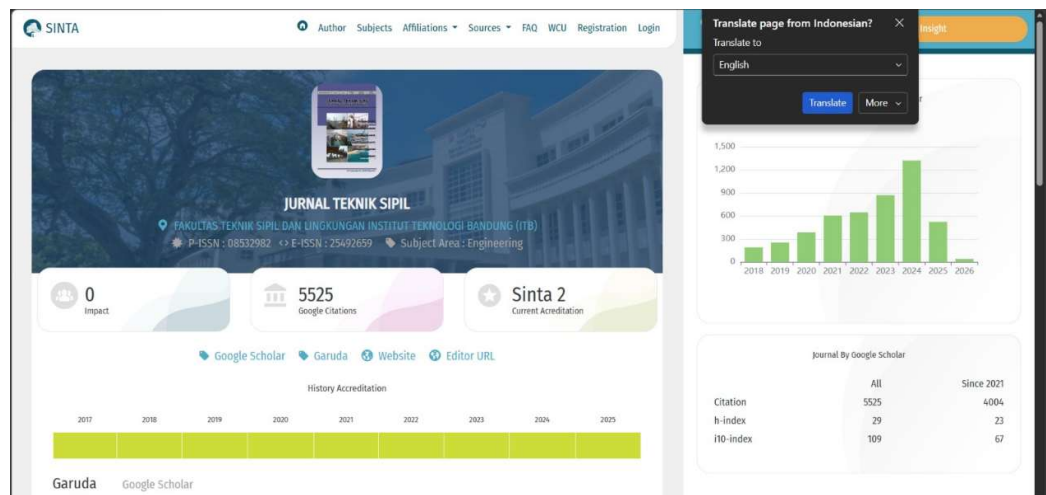 SINTA
Author Subjects Affiliations Sources FAQ WCU Registration Login
JURNAL TEKNIK SIPIL
FAKULTAS TEKNIK SIPIL DAN LINGKUNGAN INSTITUT TEKNOLOGI BANDUNG (ITB)
P-ISSN : 08532982 <> E-ISSN : 25492659 Subject Area : Engineering
0
Impact
5525
Google Citations
Sinta 2
Current Acreditation
Google Scholar Garuda Website Editor URL
History Accreditation
2017 2018 2019 2020 2021 2022 2023 2024 2025
Garuda Google Scholar
Translate page from Indonesian?
Translate to
English
Translate More
Insight
1,500
1,200
900
600
300
0
2018 2019 2020 2021 2022 2023 2024 2025 2026
Journal By Google Scholar
All Since 2021
Citation 5525 4004
h-index 29 23
i10-index 109 67